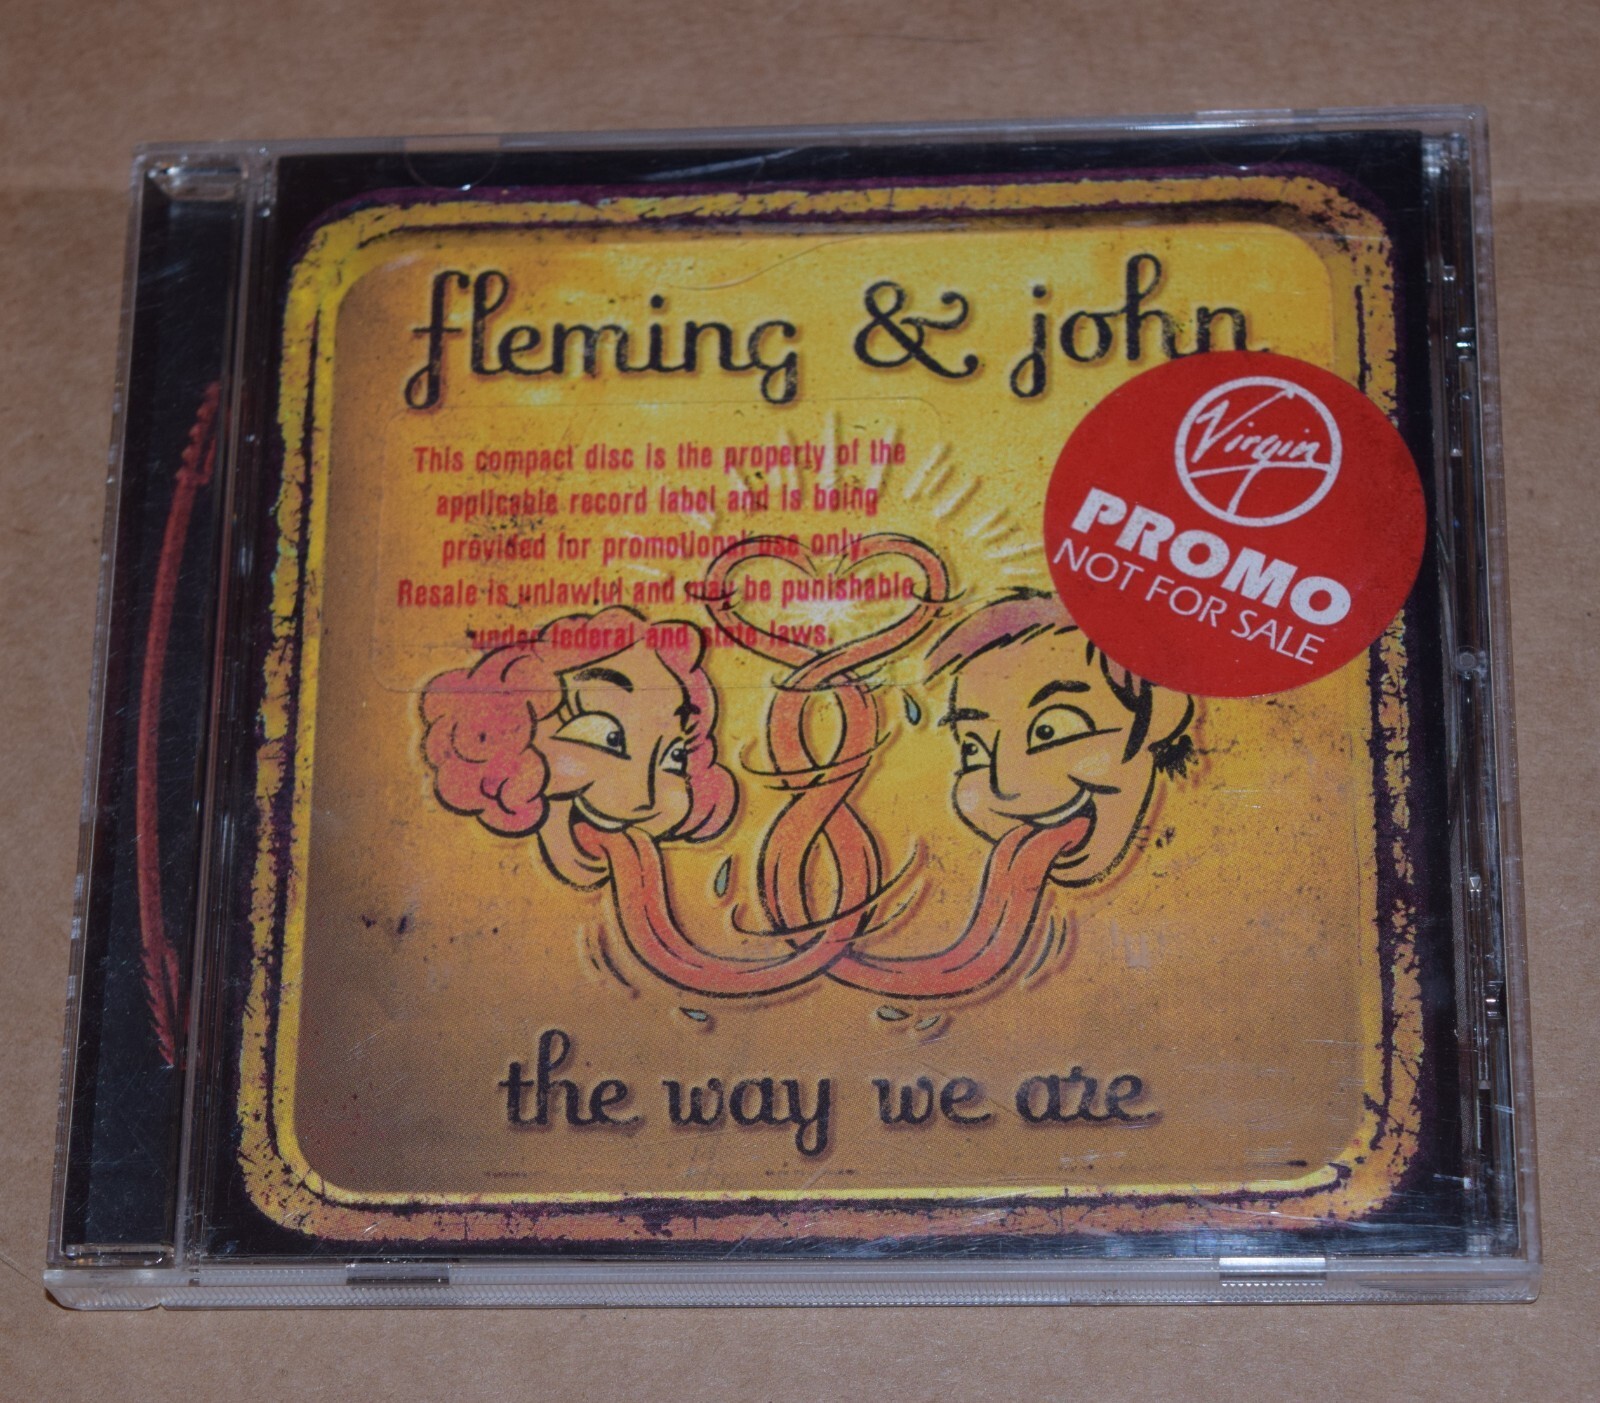 fleming & john
This compact disc is the property of the
applicable record label and is being
provided for promotional use only.
Resale is unlawful and may be punishable
under federal and state laws.
Virgin
PROMO
NOT FOR SALE
the way we are